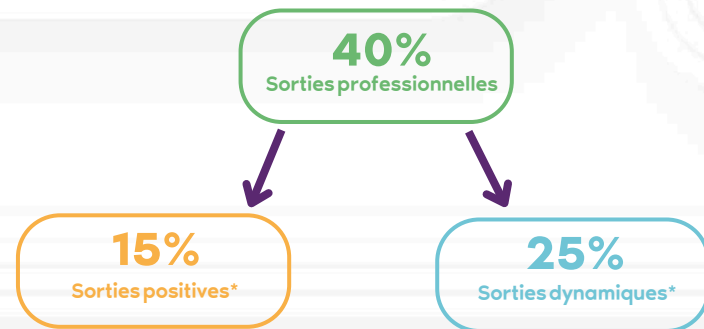 40%
Sorties professionnelles
15%
Sorties positives*
25%
Sorties dynamiques*